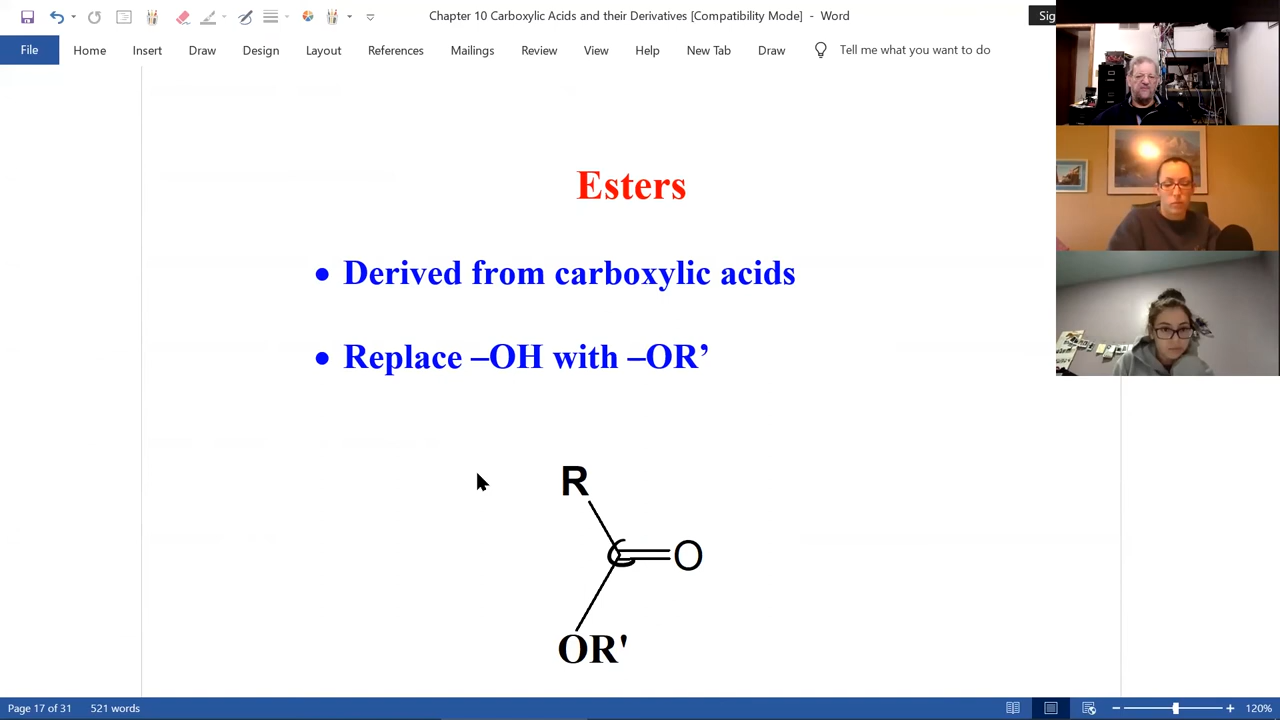 Chapter 10 Carboxylic Acids and their Derivatives [Compatibility Mode] – Word
Sig
File Home Insert Draw Design Layout References Mailings Review View Help New Tab Draw Tell me what you want to do
Esters
• Derived from carboxylic acids
• Replace –OH with –OR’
R
C
O
OR'
Page 17 of 31 521 words 120%